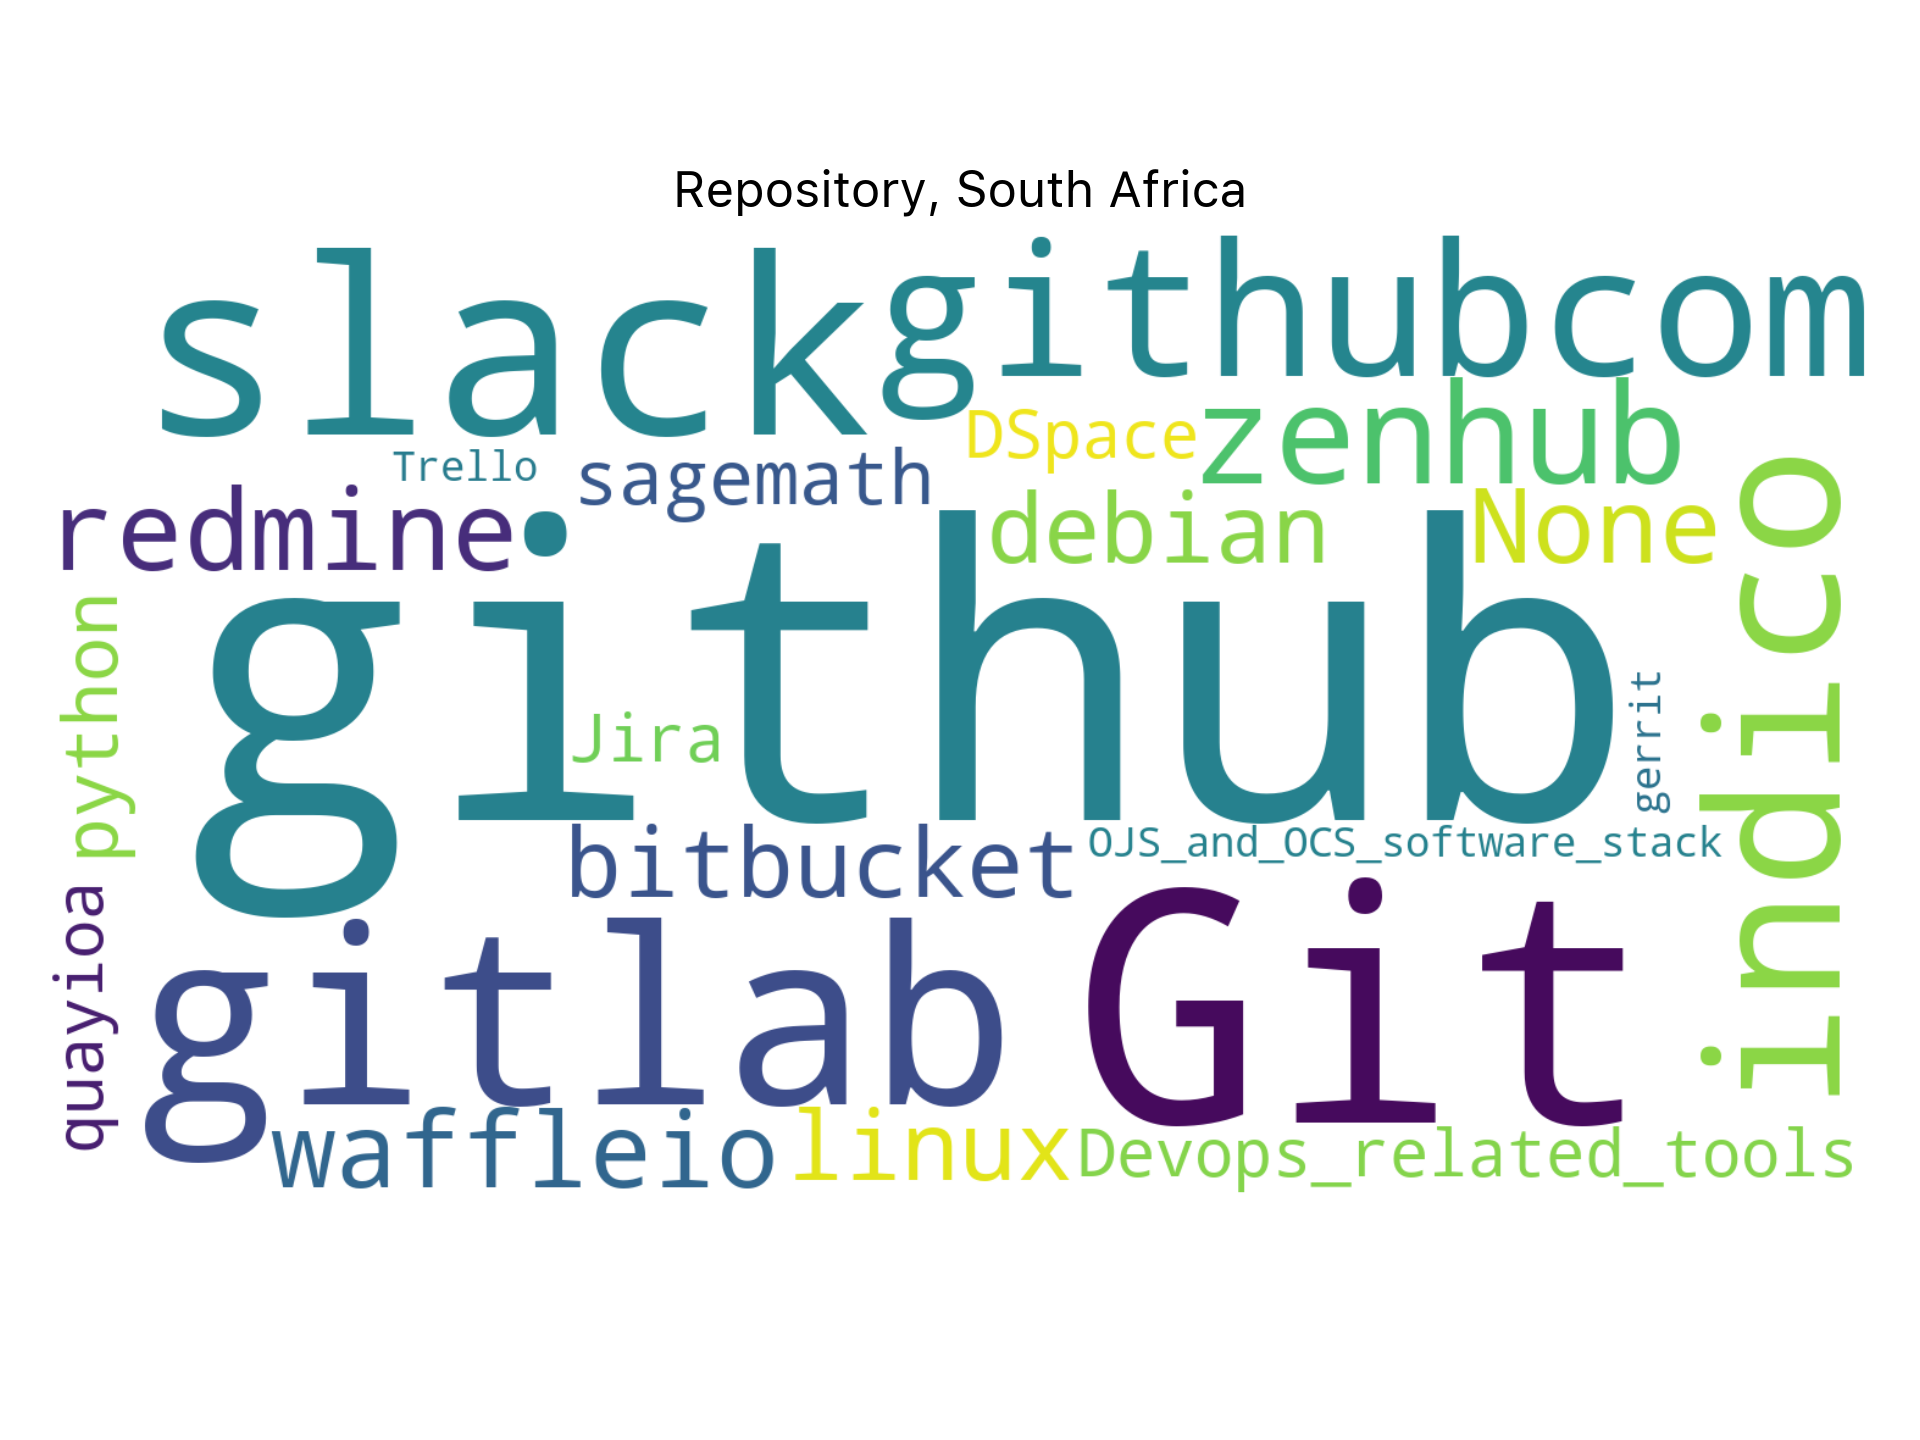 Repository, South Africa
slack
githubcom
DSpace
zenhub
Trello
sagemath
redmine
debian
None
indico
github
python
Jira
gerrit
bitbucket
OJS_and_OCS_software_stack
quayioa
gitlab
Git
waffleio
linux
Devops_related_tools